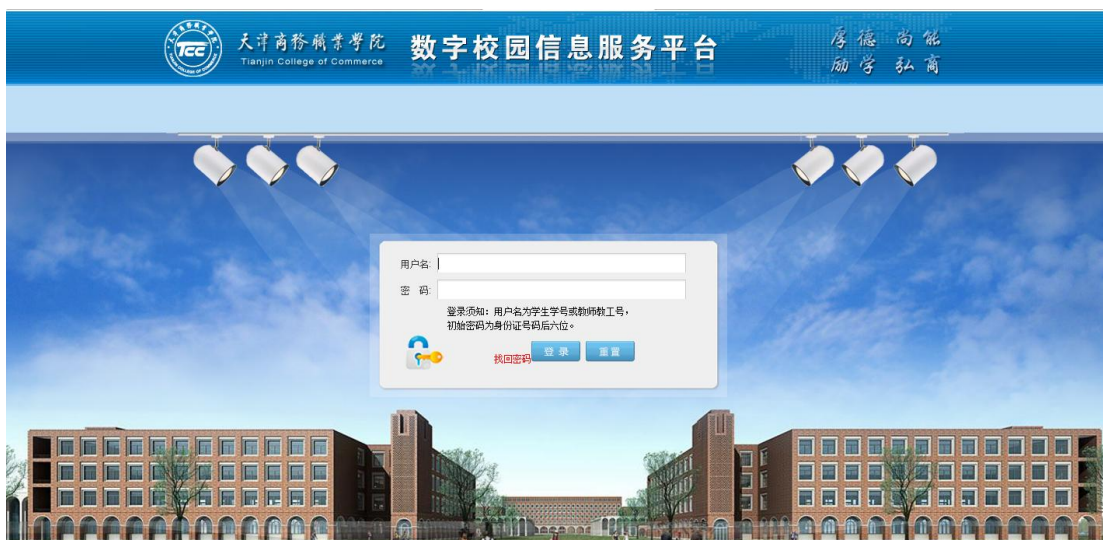 TCC
天津商務職業學院
Tianjin College of Commerce
数字校园信息服务平台
厚德 尚能
励学 弘商
用户名:
密 码:
登录须知：用户名为学生学号或教师教工号，
初始密码为身份证号码后六位。
找回密码 登 录 重 置